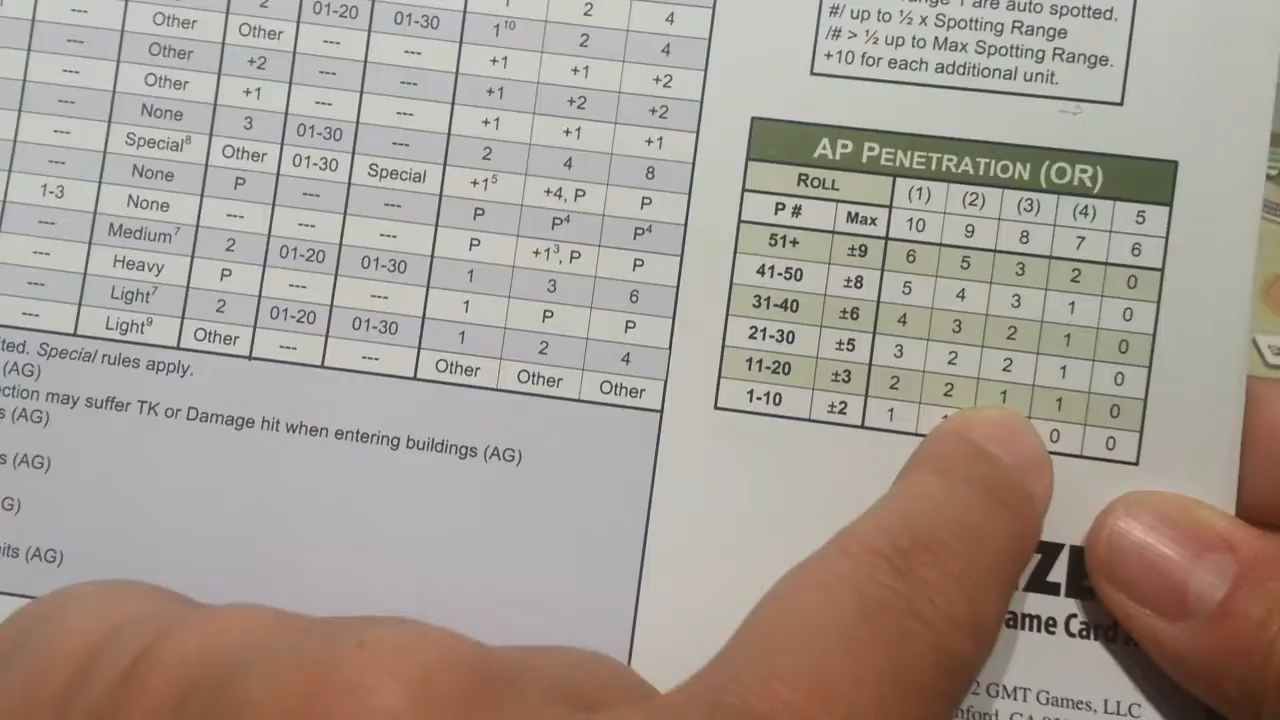 1 2 4
2 01-20 01-30 1¹⁰ 2 4
--- Other Other --- --- +1 +1 +2
--- Other +2 --- --- +1 +2 +2
--- Other +1 --- --- +1 +1 +1
--- None 3 01-30 --- 2 4 8
--- Special⁸ Other 01-30 Special +1⁵ +4, P P
--- None P --- --- P P⁴ P⁴
1-3 None --- --- --- P +1³, P P
--- Medium⁷ 2 01-20 01-30 1 3 6
--- Heavy P --- --- 1 P P
--- Light⁷ 2 01-20 01-30 1 2 4
--- Light⁹ Other --- --- Other Other Other
ted. Special rules apply.
(AG)
ction may suffer TK or Damage hit when entering buildings (AG)
s (AG)
s (AG)
G)
its (AG)
are auto spotted.
#/ up to ½ x Spotting Range
/# > ½ up to Max Spotting Range.
+10 for each additional unit.
AP PENETRATION (OR)
ROLL (1) (2) (3) (4) 5
P # Max 10 9 8 7 6
51+ ±9 6 5 3 2 0
41-50 ±8 5 4 3 1 0
31-40 ±6 4 3 2 1 0
21-30 ±5 3 2 2 1 0
11-20 ±3 2 2 1 1 0
1-10 ±2 1 0 0
ame Card
2 GMT Games, LLC